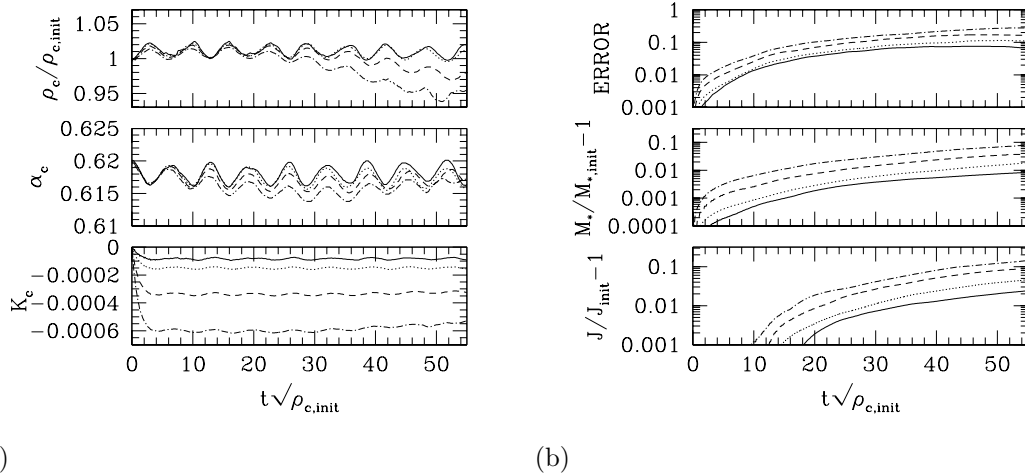 1.05
1
0.95
ρc/ρc,init
0.625
0.62
0.615
0.61
αc
0
−0.0002
−0.0004
−0.0006
Kc
0 10 20 30 40 50
t√ρc,init
)
1
0.1
0.01
0.001
ERROR
0.1
0.01
0.001
0.0001
M*/M*,init−1
0.1
0.01
0.001
J/Jinit−1
0 10 20 30 40 50
t√ρc,init
(b)